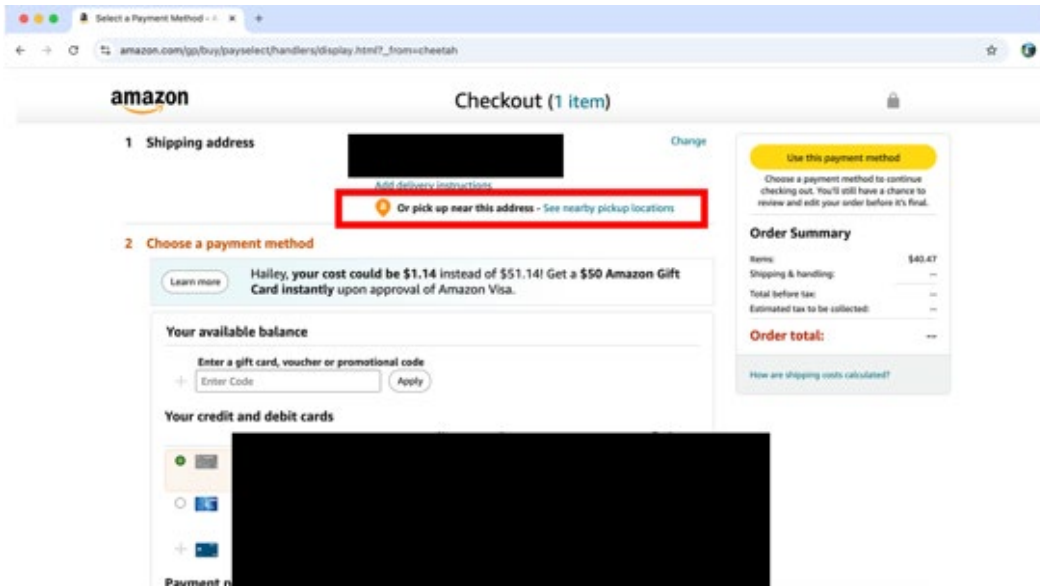 Select a Payment Method -
amazon.com/gp/buy/payselect/handlers/display.html?_from=cheetah
amazon
Checkout (1 item)
1 Shipping address
Change
Add delivery instructions
Or pick up near this address - See nearby pickup locations
2 Choose a payment method
Learn more
Hailey, your cost could be $1.14 instead of $51.14! Get a $50 Amazon Gift
Card instantly upon approval of Amazon Visa.
Your available balance
Enter a gift card, voucher or promotional code
Enter Code
Apply
Your credit and debit cards
Payment
Use this payment method
Choose a payment method to continue
checking out. You'll still have a chance to
review and edit your order before it's final.
Order Summary
Items: $40.47
Shipping & handling: --
Total before tax: --
Estimated tax to be collected: --
Order total: --
How are shipping costs calculated?